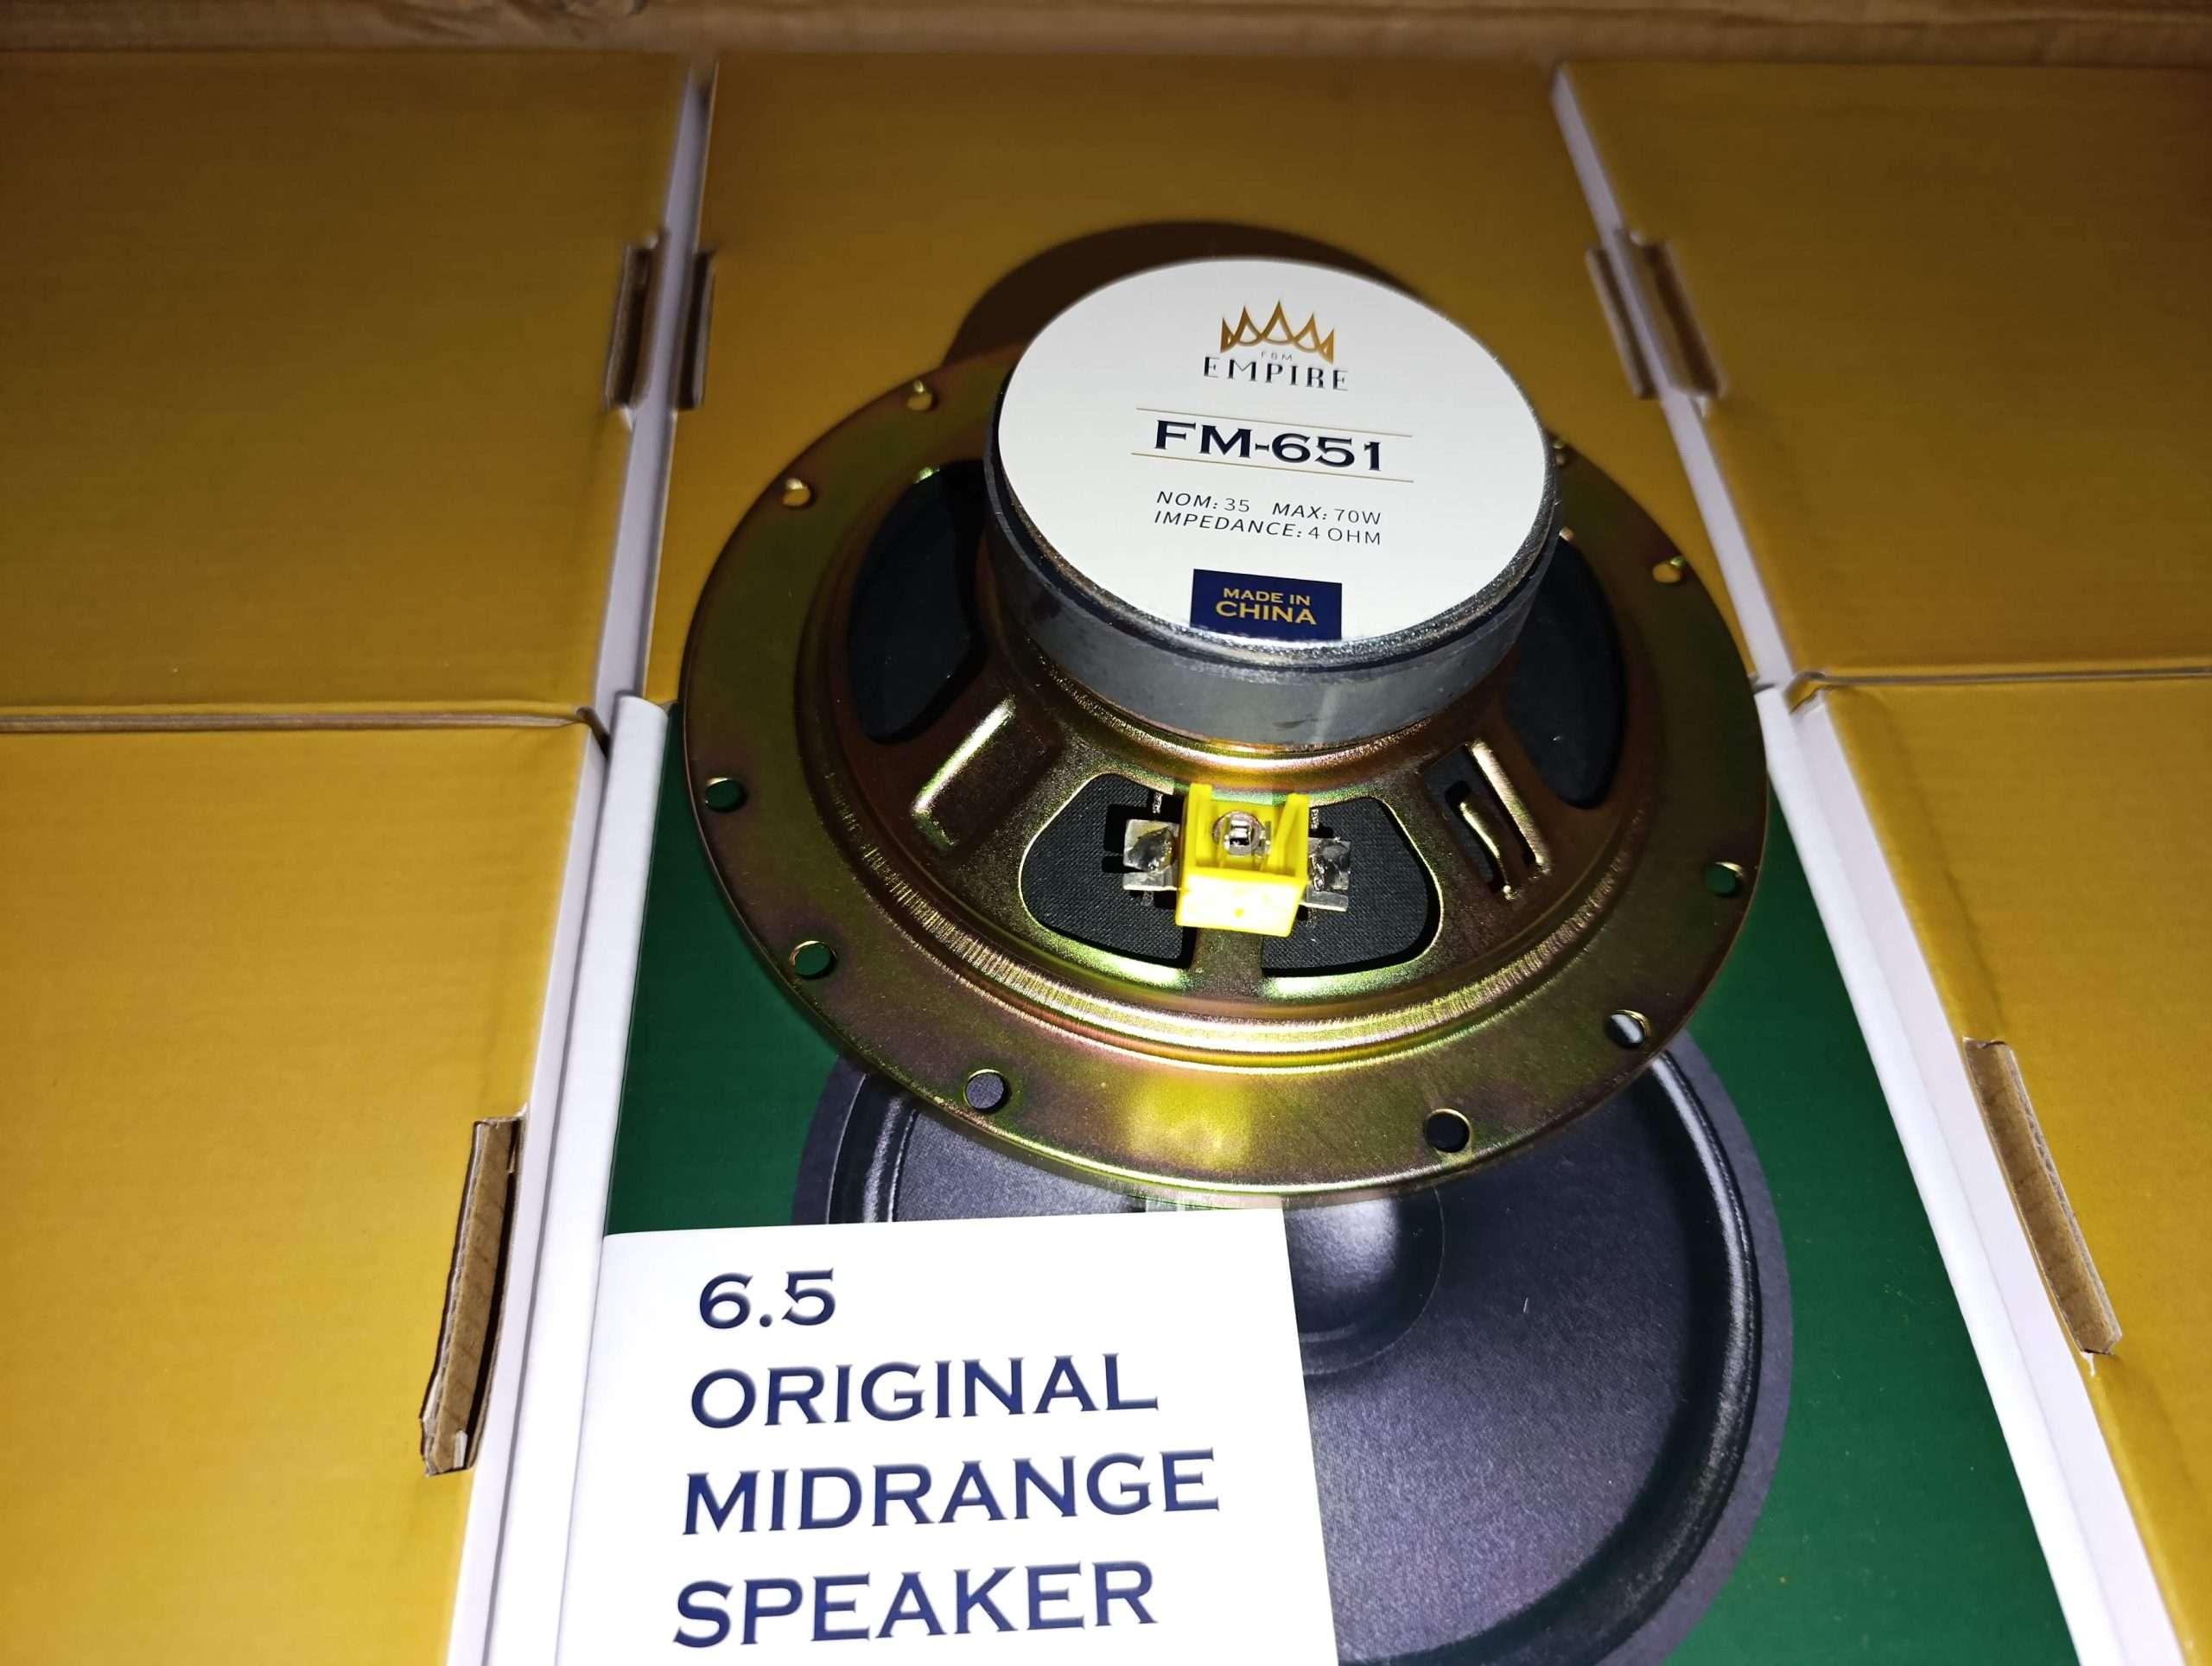 FBM
EMPIRE
FM-651
NOM: 35 MAX: 70W
IMPEDANCE: 4 OHM
MADE IN
CHINA
6.5
ORIGINAL
MIDRANGE
SPEAKER